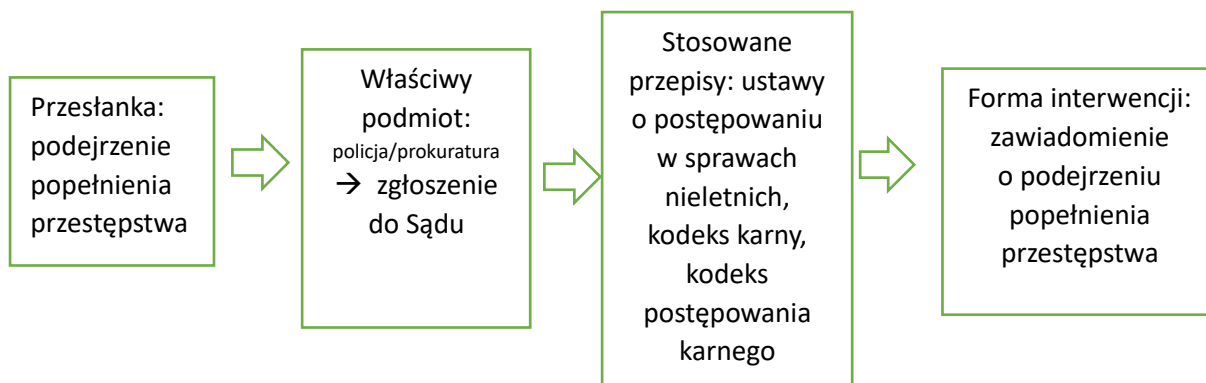 Przesłanka:
podejrzenie
popełnienia
przestępstwa
Właściwy
podmiot:
policja/prokuratura
→ zgłoszenie
do Sądu
Stosowane
przepisy: ustawy
o postępowaniu
w sprawach
nieletnich,
kodeks karny,
kodeks
postępowania
karnego
Forma interwencji:
zawiadomienie
o podejrzeniu
popełnienia
przestępstwa